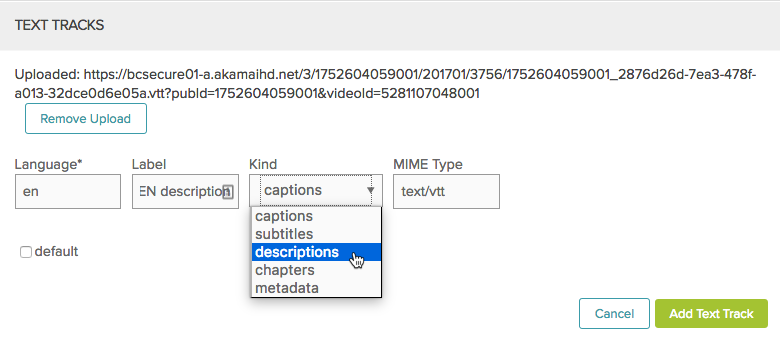 TEXT TRACKS
Uploaded: https://bcsecure01-a.akamaihd.net/3/1752604059001/201701/3756/1752604059001_2876d26d-7ea3-478f-
a013-32dce0d6e05a.vtt?pubId=1752604059001&videoId=5281107048001
Remove Upload
Language* Label Kind MIME Type
en EN description captions text/vtt
captions
subtitles
descriptions
chapters
metadata
default
Cancel Add Text Track